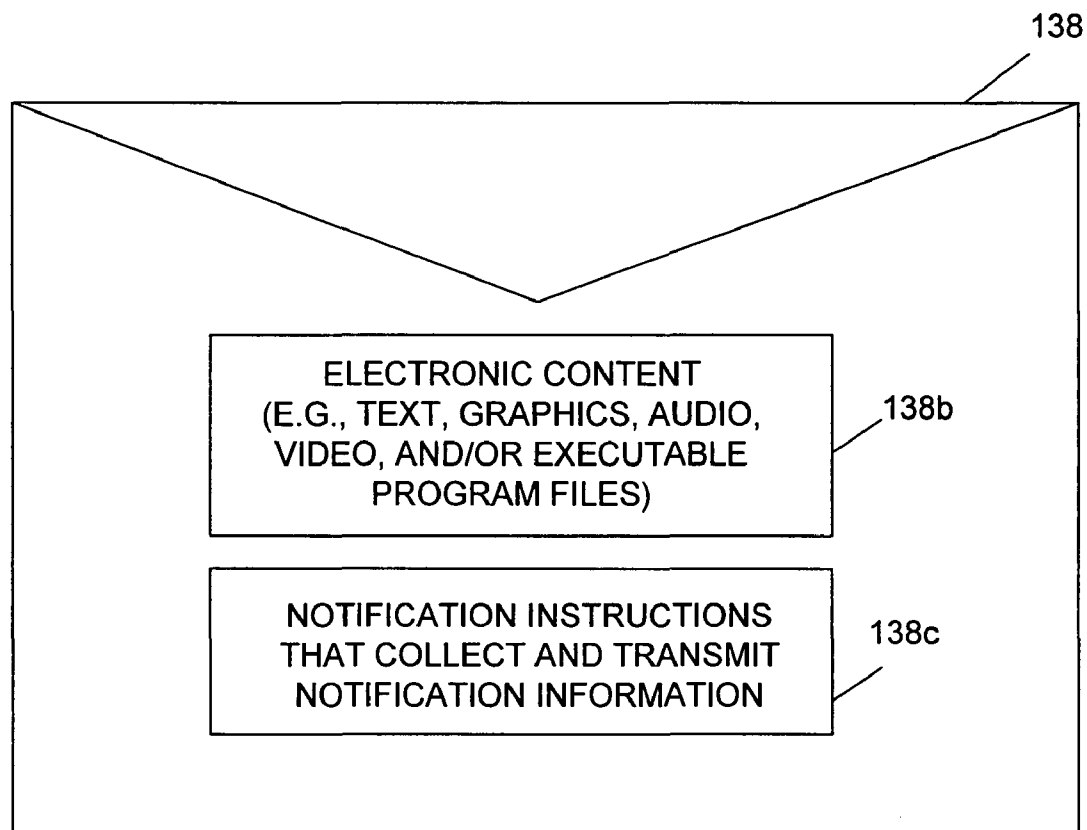 138
ELECTRONIC CONTENT
(E.G., TEXT, GRAPHICS, AUDIO,
VIDEO, AND/OR EXECUTABLE
PROGRAM FILES)
138b
NOTIFICATION INSTRUCTIONS
THAT COLLECT AND TRANSMIT
NOTIFICATION INFORMATION
138c